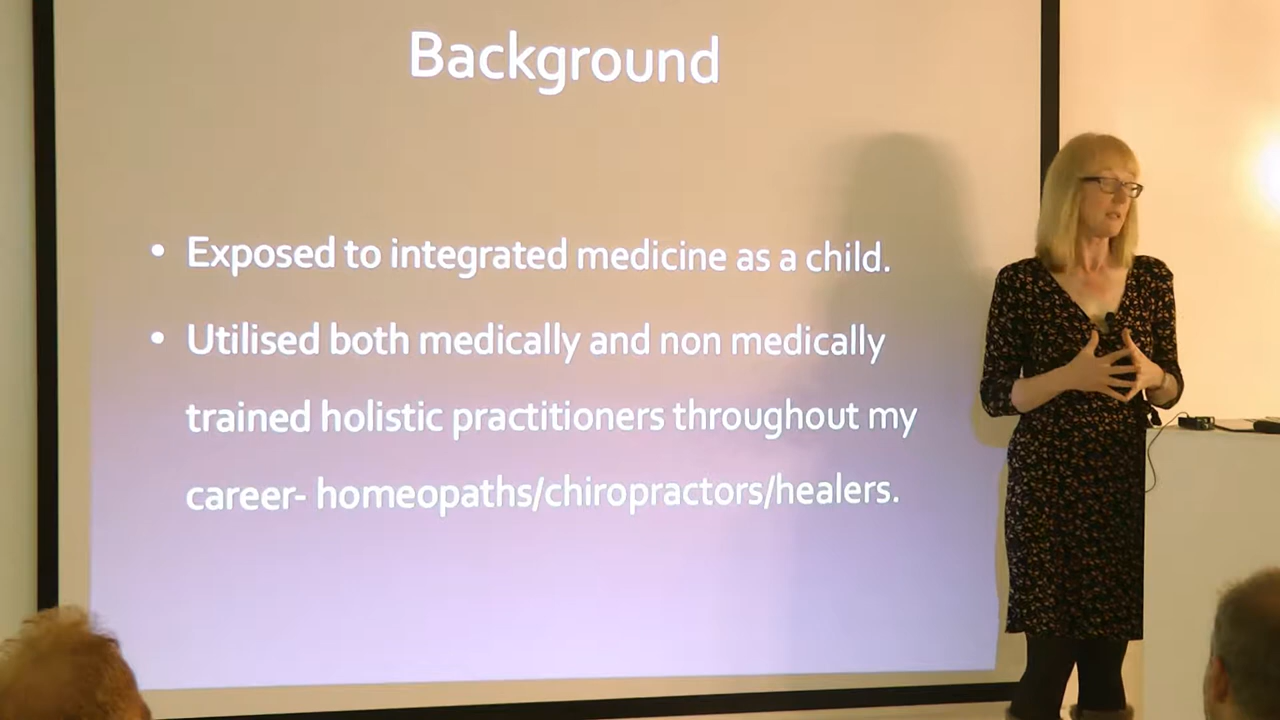 Background
• Exposed to integrated medicine as a child.
• Utilised both medically and non medically
trained holistic practitioners throughout my
career- homeopaths/chiropractors/healers.